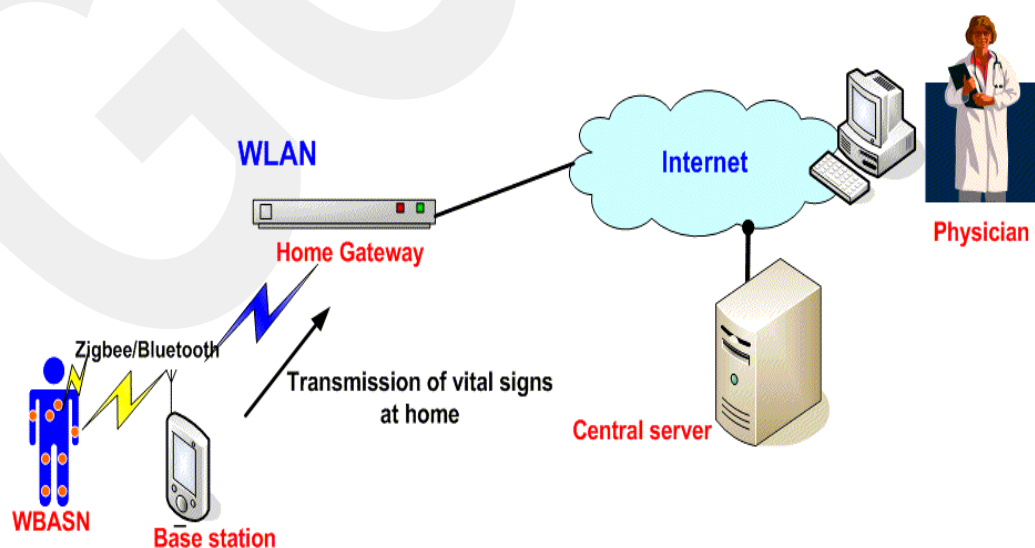 WLAN
Internet
Physician
Home Gateway
Zigbee/Bluetooth
Transmission of vital signs
at home
Central server
WBASN
Base station